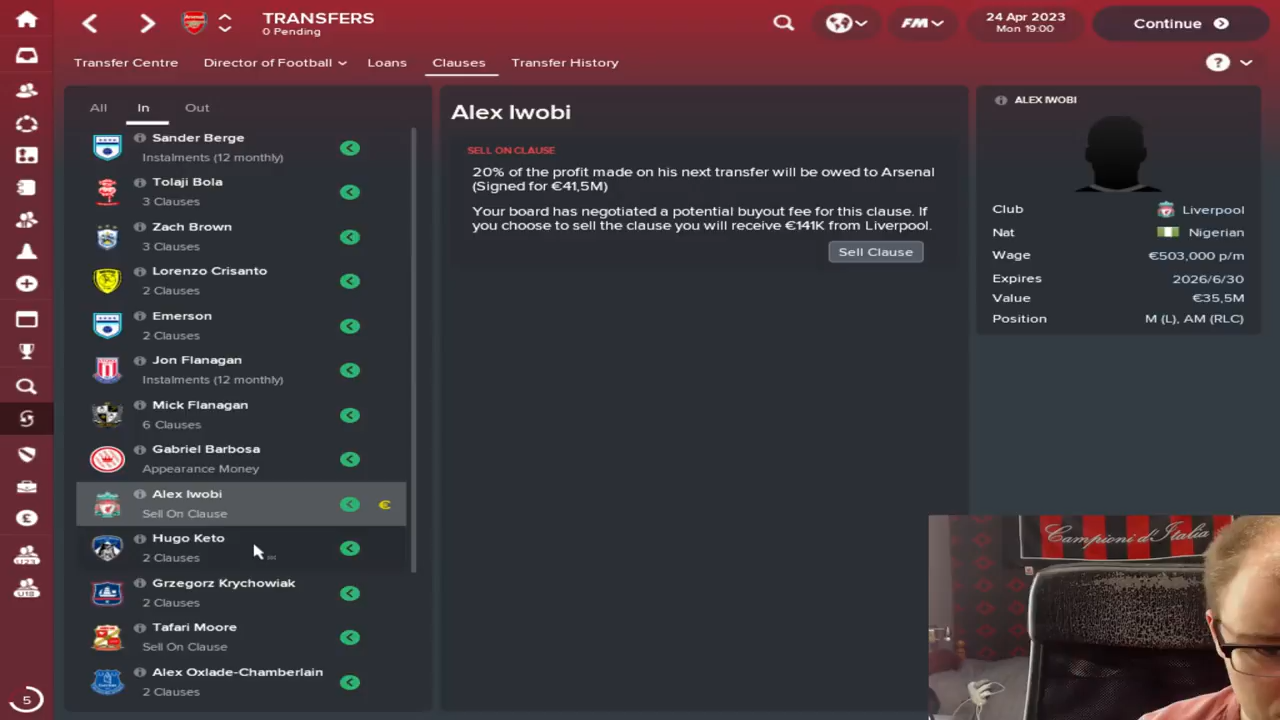 TRANSFERS
0 Pending
FM
24 Apr 2023
Mon 19:00
Continue
Transfer Centre
Director of Football
Loans
Clauses
Transfer History
?
All
In
Out
Sander Berge
Instalments (12 monthly)
Tolaji Bola
3 Clauses
Zach Brown
3 Clauses
Lorenzo Crisanto
2 Clauses
Emerson
2 Clauses
Jon Flanagan
Instalments (12 monthly)
Mick Flanagan
6 Clauses
Gabriel Barbosa
Appearance Money
Alex Iwobi
Sell On Clause
€
Hugo Keto
2 Clauses
Grzegorz Krychowiak
2 Clauses
Tafari Moore
Sell On Clause
Alex Oxlade-Chamberlain
2 Clauses
Alex Iwobi
SELL ON CLAUSE
20% of the profit made on his next transfer will be owed to Arsenal
(Signed for €41,5M)
Your board has negotiated a potential buyout fee for this clause. If
you choose to sell the clause you will receive €141K from Liverpool.
Sell Clause
ALEX IWOBI
Club Liverpool
Nat Nigerian
Wage €503,000 p/m
Expires 2026/6/30
Value €35,5M
Position M (L), AM (RLC)
U23
U18
5
Campioni d'Italia